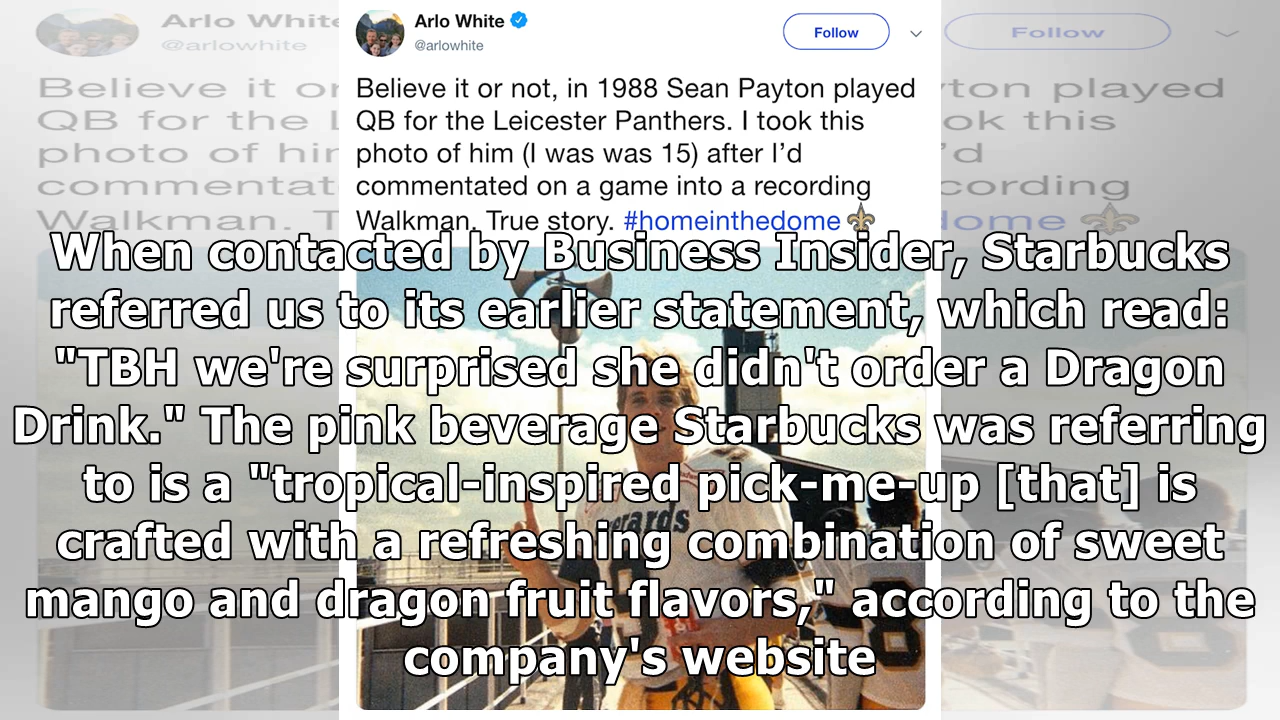 Arlo White
@arlowhite
Follow
Believe it or not, in 1988 Sean Payton played
QB for the Leicester Panthers. I took this
photo of him (I was was 15) after I'd
commentated on a game into a recording
Walkman. True story. #homeinthedome
When contacted by Business Insider, Starbucks
referred us to its earlier statement, which read:
"TBH we're surprised she didn't order a Dragon
Drink." The pink beverage Starbucks was referring
to is a "tropical-inspired pick-me-up [that] is
crafted with a refreshing combination of sweet
mango and dragon fruit flavors," according to the
company's website